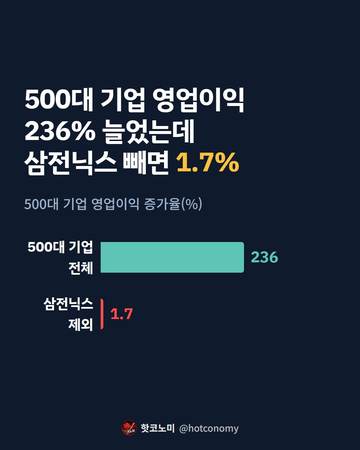 500대 기업 영업이익
236% 늘었는데
삼전닉스 빼면 1.7%
500대 기업 영업이익 증가율(%)
500대 기업
전체
236
삼전닉스
제외
1.7
핫코노미 @hotconomy